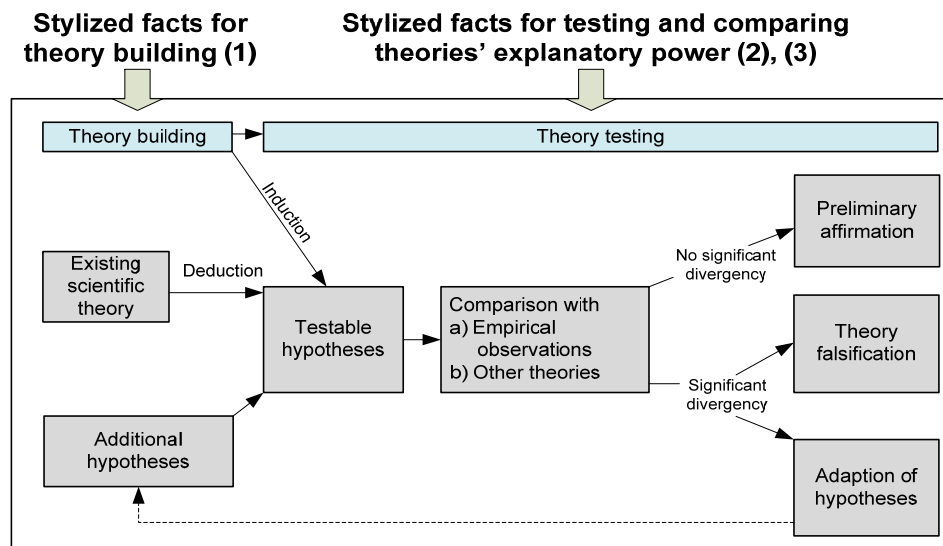 Stylized facts for
theory building (1)
Stylized facts for testing and comparing
theories’ explanatory power (2), (3)
Theory building
Theory testing
Induction
Existing
scientific
theory
Deduction
Testable
hypotheses
Additional
hypotheses
Comparison with
a) Empirical
observations
b) Other theories
No significant
divergency
Significant
divergency
Preliminary
affirmation
Theory
falsification
Adaption of
hypotheses